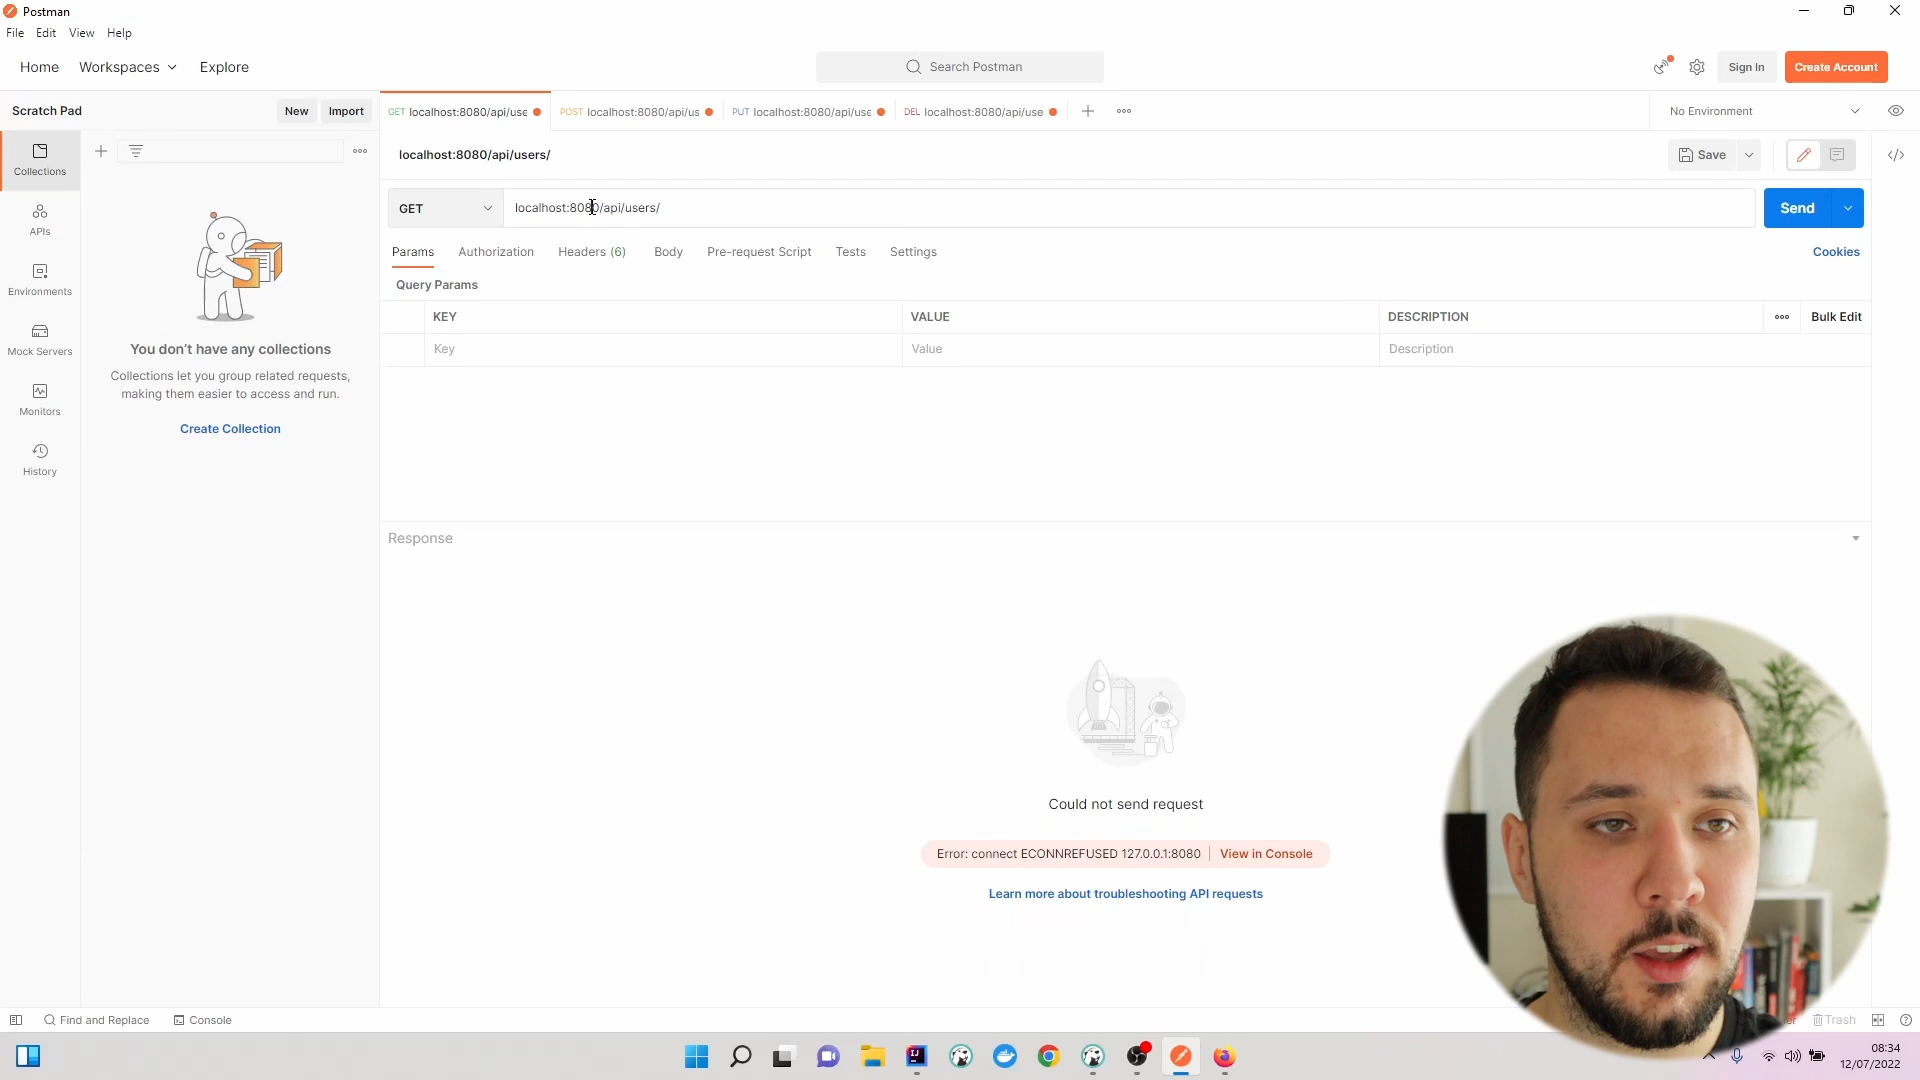 Postman
File Edit View Help
Home Workspaces Explore
Search Postman
Sign In
Create Account
Scratch Pad
New
Import
GET localhost:8080/api/use
POST localhost:8080/api/us
PUT localhost:8080/api/use
DEL localhost:8080/api/use
No Environment
Collections
APIs
Environments
Mock Servers
Monitors
History
You don't have any collections
Collections let you group related requests,
making them easier to access and run.
Create Collection
localhost:8080/api/users/
Save
GET
localhost:8080/api/users/
Send
Params Authorization Headers (6) Body Pre-request Script Tests Settings
Cookies
Query Params
KEY VALUE DESCRIPTION
Bulk Edit
Key Value Description
Response
Could not send request
Error: connect ECONNREFUSED 127.0.0.1:8080
View in Console
Learn more about troubleshooting API requests
Find and Replace
Console
Trash
08:34
12/07/2022